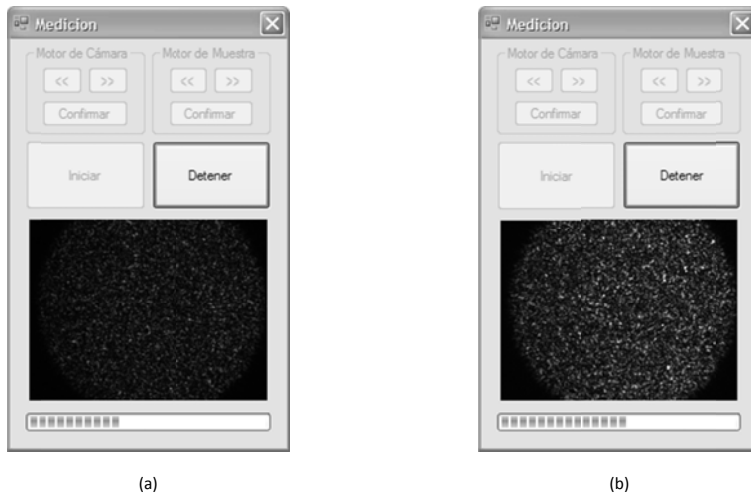 Medicion
Motor de Cámara Motor de Muestra
<< >> << >>
Confirmar Confirmar
Iniciar Detener
(a)
Medicion
Motor de Cámara Motor de Muestra
<< >> << >>
Confirmar Confirmar
Iniciar Detener
(b)